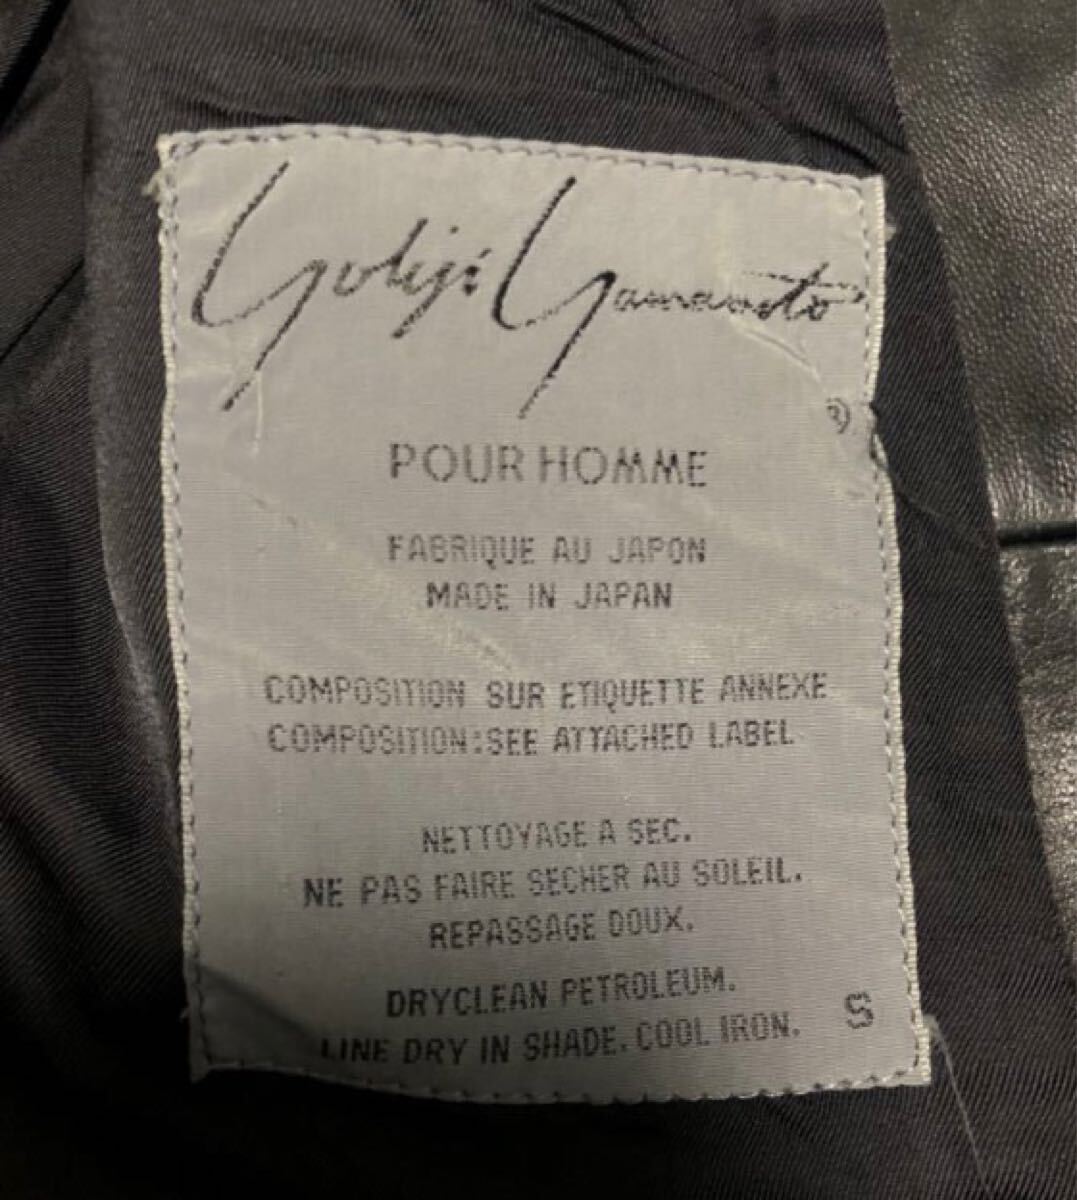 Yohji Yamamoto
®
POUR HOMME
FABRIQUE AU JAPON
MADE IN JAPAN
COMPOSITION SUR ETIQUETTE ANNEXE
COMPOSITION:SEE ATTACHED LABEL
NETTOYAGE A SEC.
NE PAS FAIRE SECHER AU SOLEIL.
REPASSAGE DOUX.
DRYCLEAN PETROLEUM.
LINE DRY IN SHADE. COOL IRON.
S